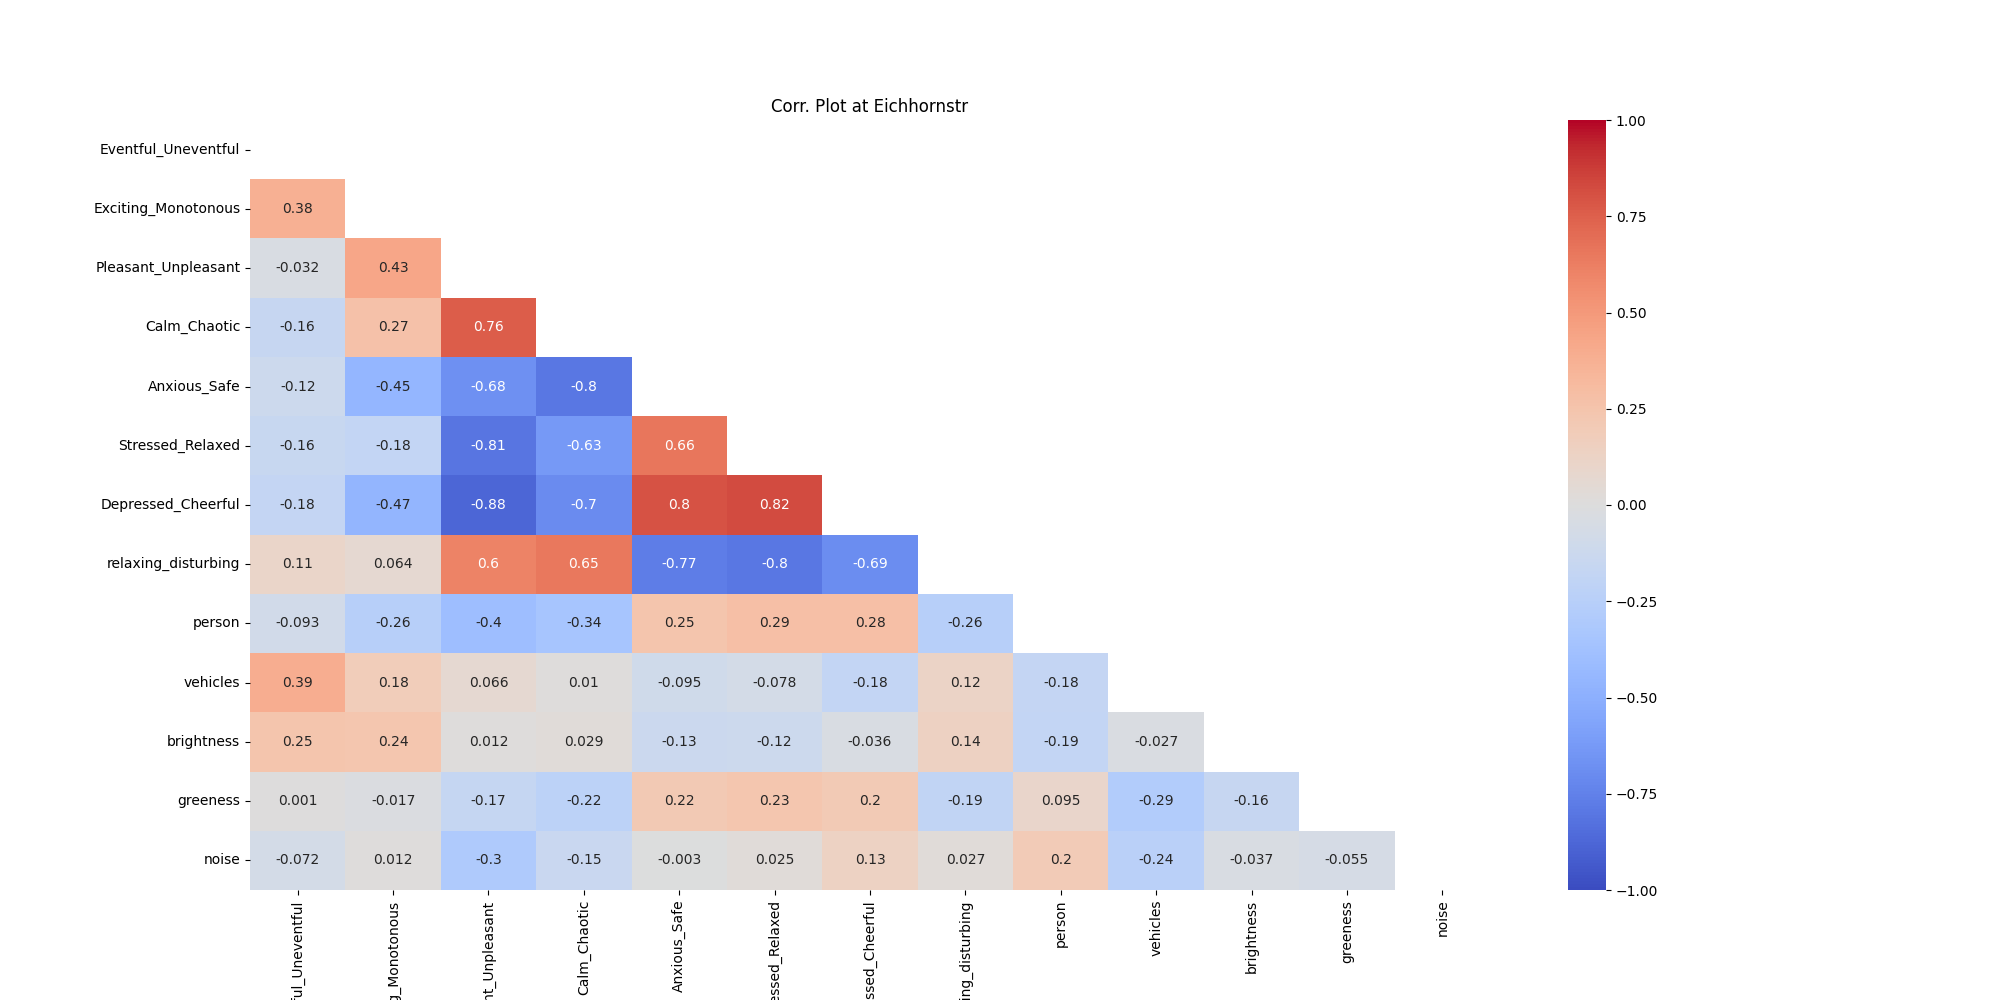 Corr. Plot at Eichhornstr
1.00
Eventful_Uneventful
Exciting_Monotonous 0.38
0.75
Pleasant_Unpleasant -0.032 0.43
Calm_Chaotic -0.16 0.27 0.76
0.50
Anxious_Safe -0.12 -0.45 -0.68 -0.8
0.25
Stressed_Relaxed -0.16 -0.18 -0.81 -0.63 0.66
Depressed_Cheerful -0.18 -0.47 -0.88 -0.7 0.8 0.82
0.00
relaxing_disturbing 0.11 0.064 0.6 0.65 -0.77 -0.8 -0.69
−0.25
person -0.093 -0.26 -0.4 -0.34 0.25 0.29 0.28 -0.26
vehicles 0.39 0.18 0.066 0.01 -0.095 -0.078 -0.18 0.12 -0.18
−0.50
brightness 0.25 0.24 0.012 0.029 -0.13 -0.12 -0.036 0.14 -0.19 -0.027
−0.75
greeness 0.001 -0.017 -0.17 -0.22 0.22 0.23 0.2 -0.19 0.095 -0.29 -0.16
noise -0.072 0.012 -0.3 -0.15 -0.003 0.025 0.13 0.027 0.2 -0.24 -0.037 -0.055
−1.00
ful_Uneventful
g_Monotonous
nt_Unpleasant
Calm_Chaotic
Anxious_Safe
essed_Relaxed
ssed_Cheerful
ing_disturbing
person
vehicles
brightness
greeness
noise